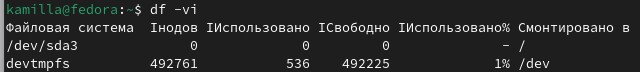 kamilla@fedora:~$ df -vi
Файловая система Iнодов IИспользовано IСвободно IИспользовано% Смонтировано в
/dev/sda3 0 0 0 - /
devtmpfs 492761 536 492225 1% /dev